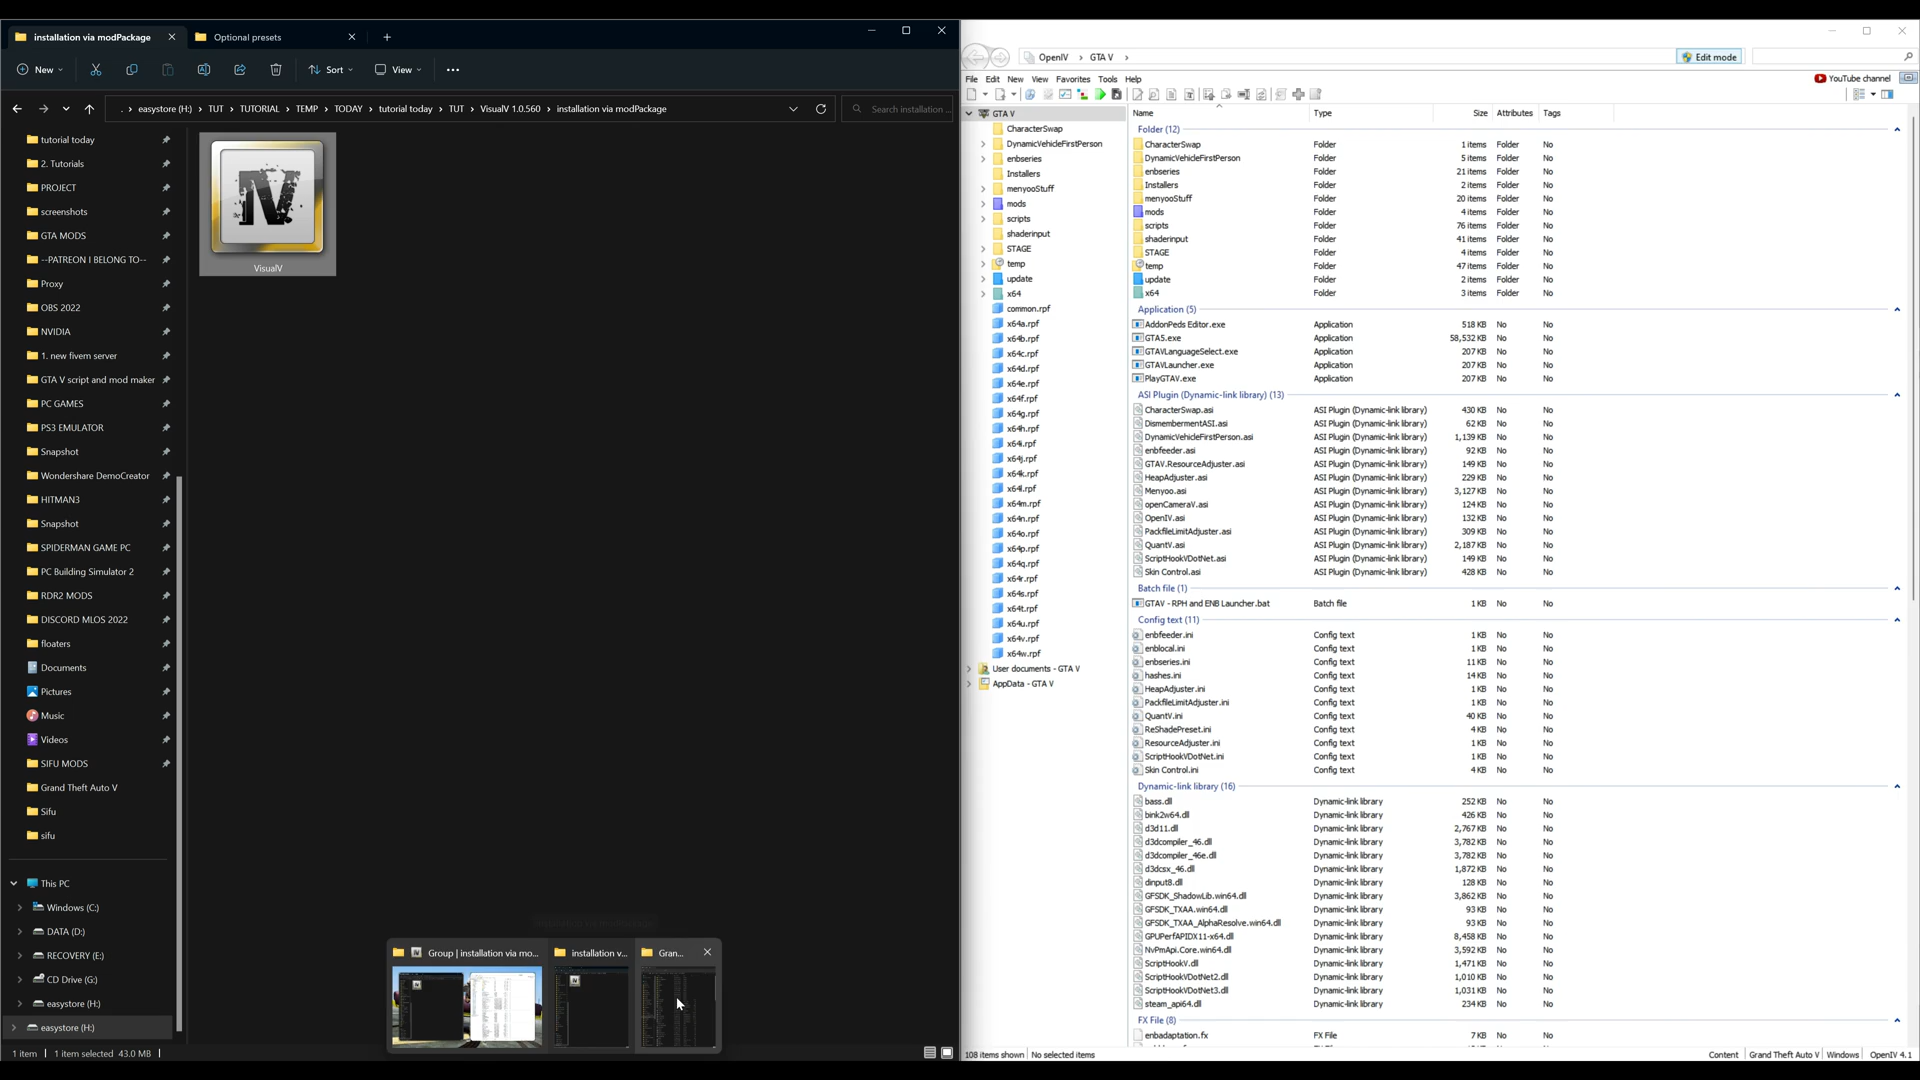 installation via modPackage
Optional presets
New
Sort
View
easystore (H:) > TUT > TUTORIAL > TEMP > TODAY > tutorial today > TUT > VisualV 1.0.560 > installation via modPackage
Search installation ...
tutorial today
2. Tutorials
PROJECT
screenshots
GTA MODS
--PATREON I BELONG TO--
Proxy
OBS 2022
NVIDIA
1. new fivem server
GTA V script and mod maker
PC GAMES
PS3 EMULATOR
Snapshot
Wondershare DemoCreator
HITMAN3
Snapshot
SPIDERMAN GAME PC
PC Building Simulator 2
RDR2 MODS
DISCORD MLOS 2022
floaters
Documents
Pictures
Music
Videos
SIFU MODS
Grand Theft Auto V
Sifu
sifu
This PC
Windows (C:)
DATA (D:)
RECOVERY (E:)
CD Drive (G:)
easystore (H:)
easystore (H:)
IV
VisualV
Group | installation via mo...
installation v...
Gran...
1 item
1 item selected 43.0 MB
OpenIV > GTA V >
Edit mode
File Edit New View Favorites Tools Help
YouTube channel
GTA V
CharacterSwap
DynamicVehicleFirstPerson
enbseries
Installers
menyooStuff
mods
scripts
shaderinput
STAGE
temp
update
x64
common.rpf
x64a.rpf
x64b.rpf
x64c.rpf
x64d.rpf
x64e.rpf
x64f.rpf
x64g.rpf
x64h.rpf
x64i.rpf
x64j.rpf
x64k.rpf
x64l.rpf
x64m.rpf
x64n.rpf
x64o.rpf
x64p.rpf
x64q.rpf
x64r.rpf
x64s.rpf
x64t.rpf
x64u.rpf
x64v.rpf
x64w.rpf
User documents - GTA V
AppData - GTA V
Name Type Size Attributes Tags
Folder (12)
CharacterSwap Folder 1 items Folder No
DynamicVehicleFirstPerson Folder 5 items Folder No
enbseries Folder 21 items Folder No
Installers Folder 2 items Folder No
menyooStuff Folder 20 items Folder No
mods Folder 4 items Folder No
scripts Folder 76 items Folder No
shaderinput Folder 41 items Folder No
STAGE Folder 4 items Folder No
temp Folder 47 items Folder No
update Folder 2 items Folder No
x64 Folder 3 items Folder No
Application (5)
AddonPeds Editor.exe Application 518 KB No No
GTA5.exe Application 58,532 KB No No
GTAVLanguageSelect.exe Application 207 KB No No
GTAVLauncher.exe Application 207 KB No No
PlayGTAV.exe Application 207 KB No No
ASI Plugin (Dynamic-link library) (13)
CharacterSwap.asi ASI Plugin (Dynamic-link library) 430 KB No No
DismembermentASI.asi ASI Plugin (Dynamic-link library) 62 KB No No
DynamicVehicleFirstPerson.asi ASI Plugin (Dynamic-link library) 1,139 KB No No
enbfeeder.asi ASI Plugin (Dynamic-link library) 92 KB No No
GTAV.ResourceAdjuster.asi ASI Plugin (Dynamic-link library) 149 KB No No
HeapAdjuster.asi ASI Plugin (Dynamic-link library) 229 KB No No
Menyoo.asi ASI Plugin (Dynamic-link library) 3,127 KB No No
openCameraV.asi ASI Plugin (Dynamic-link library) 124 KB No No
OpenIV.asi ASI Plugin (Dynamic-link library) 132 KB No No
PackfileLimitAdjuster.asi ASI Plugin (Dynamic-link library) 309 KB No No
QuantV.asi ASI Plugin (Dynamic-link library) 2,187 KB No No
ScriptHookVDotNet.asi ASI Plugin (Dynamic-link library) 149 KB No No
Skin Control.asi ASI Plugin (Dynamic-link library) 428 KB No No
Batch file (1)
GTAV - RPH and ENB Launcher.bat Batch file 1 KB No No
Config text (11)
enbfeeder.ini Config text 1 KB No No
enblocal.ini Config text 1 KB No No
enbseries.ini Config text 11 KB No No
hashes.ini Config text 14 KB No No
HeapAdjuster.ini Config text 1 KB No No
PackfileLimitAdjuster.ini Config text 1 KB No No
QuantV.ini Config text 40 KB No No
ReShadePreset.ini Config text 4 KB No No
ResourceAdjuster.ini Config text 1 KB No No
ScriptHookVDotNet.ini Config text 1 KB No No
Skin Control.ini Config text 4 KB No No
Dynamic-link library (16)
bass.dll Dynamic-link library 252 KB No No
bink2w64.dll Dynamic-link library 426 KB No No
d3d11.dll Dynamic-link library 2,767 KB No No
d3dcompiler_46.dll Dynamic-link library 3,782 KB No No
d3dcompiler_46e.dll Dynamic-link library 3,782 KB No No
d3dcsx_46.dll Dynamic-link library 1,872 KB No No
dinput8.dll Dynamic-link library 128 KB No No
GFSDK_ShadowLib.win64.dll Dynamic-link library 3,862 KB No No
GFSDK_TXAA.win64.dll Dynamic-link library 93 KB No No
GFSDK_TXAA_AlphaResolve.win64.dll Dynamic-link library 93 KB No No
GPUPerfAPIDX11-x64.dll Dynamic-link library 8,458 KB No No
NvPmApi.Core.win64.dll Dynamic-link library 3,592 KB No No
ScriptHookV.dll Dynamic-link library 1,471 KB No No
ScriptHookVDotNet2.dll Dynamic-link library 1,010 KB No No
ScriptHookVDotNet3.dll Dynamic-link library 1,031 KB No No
steam_api64.dll Dynamic-link library 234 KB No No
FX File (8)
enbadaptation.fx FX File 7 KB No No
108 items shown No selected items
Content Grand Theft Auto V Windows OpenIV 4.1